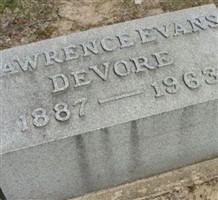 AWRENCE EVANS
DEVORE
1887 — 1963